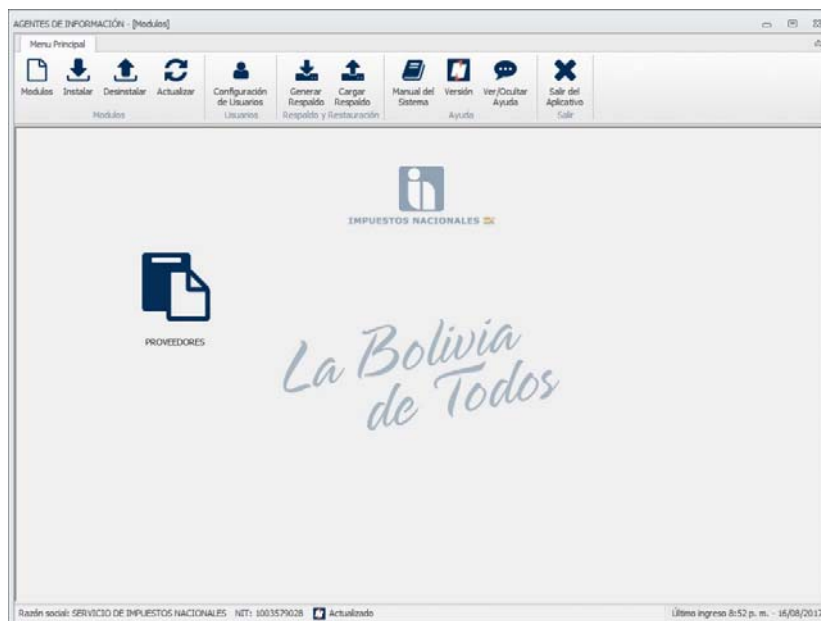 AGENTES DE INFORMACIÓN - [Modulos]
Menu Principal
Modulos Instalar Desinstalar Actualizar Configuración de Usuarios Generar Respaldo Cargar Respaldo Manual del Sistema Versión Ver/Ocultar Ayuda Salir del Aplicativo
Modulos Usuarios Respaldo y Restauración Ayuda Salir
IMPUESTOS NACIONALES
PROVEEDORES
La Bolivia
de Todos
Razón social: SERVICIO DE IMPUESTOS NACIONALES NIT: 1003579028 Actualizado Último ingreso 8:52 p. m. - 16/08/2017